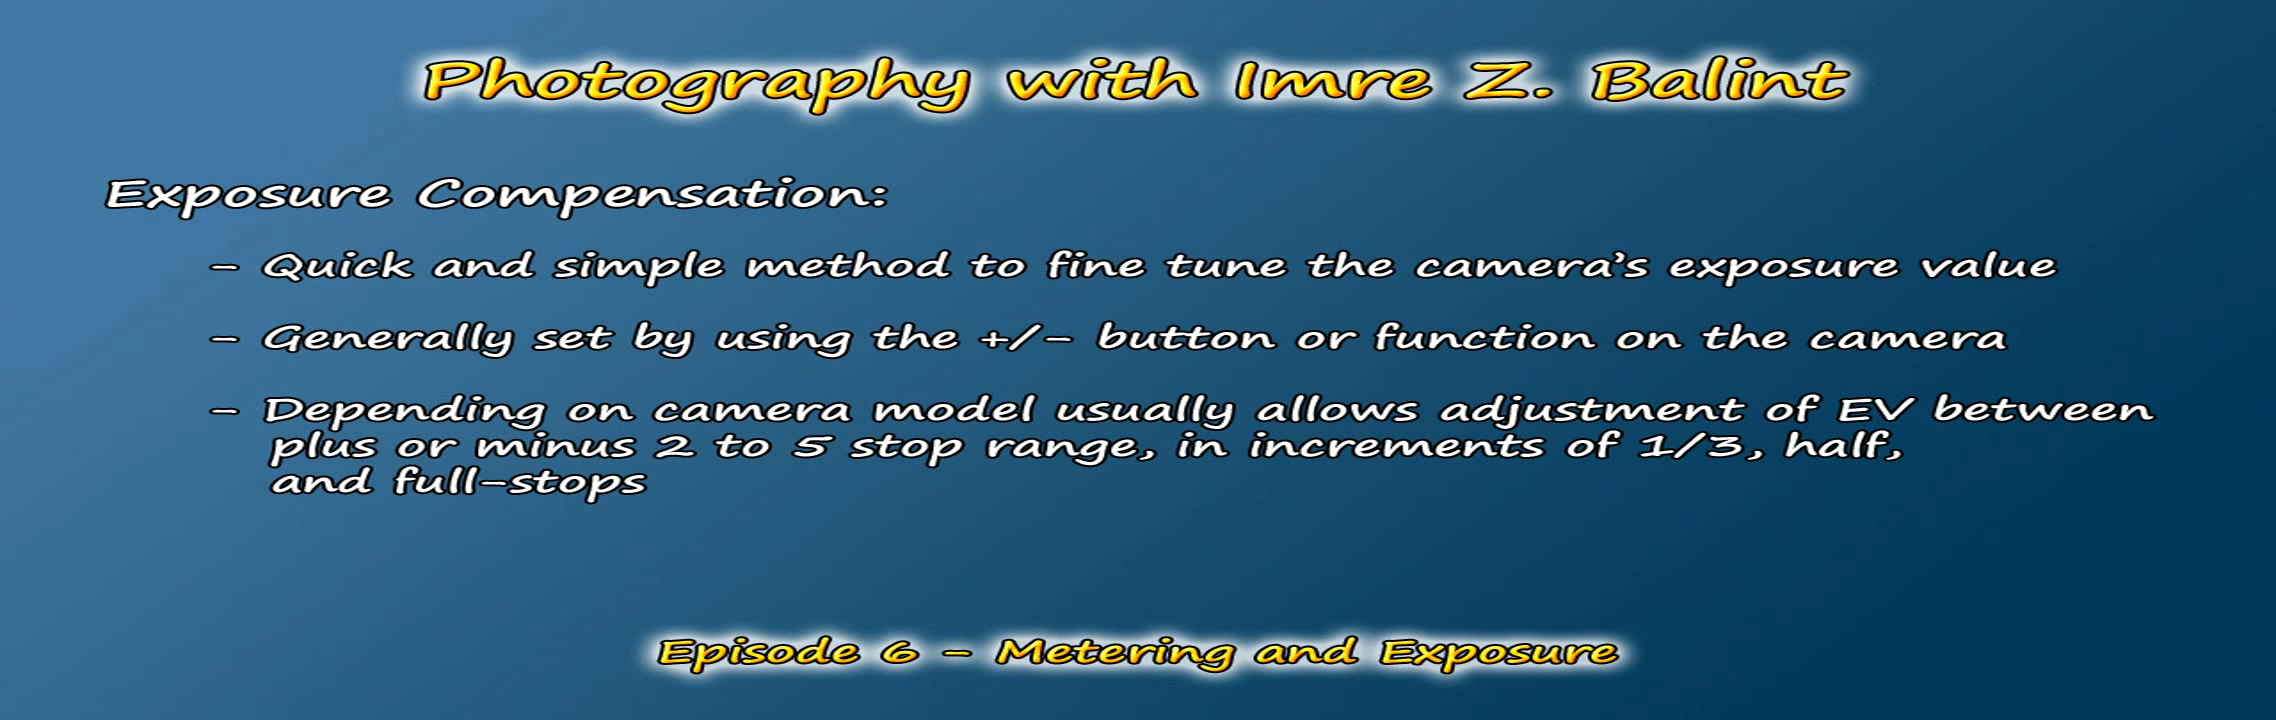 Photography with Imre Z. Balint
Exposure Compensation:
- Quick and simple method to fine tune the camera's exposure value
- Generally set by using the +/- button or function on the camera
- Depending on camera model usually allows adjustment of EV between
plus or minus 2 to 5 stop range, in increments of 1/3, half,
and full-stops
Episode 6 - Metering and Exposure